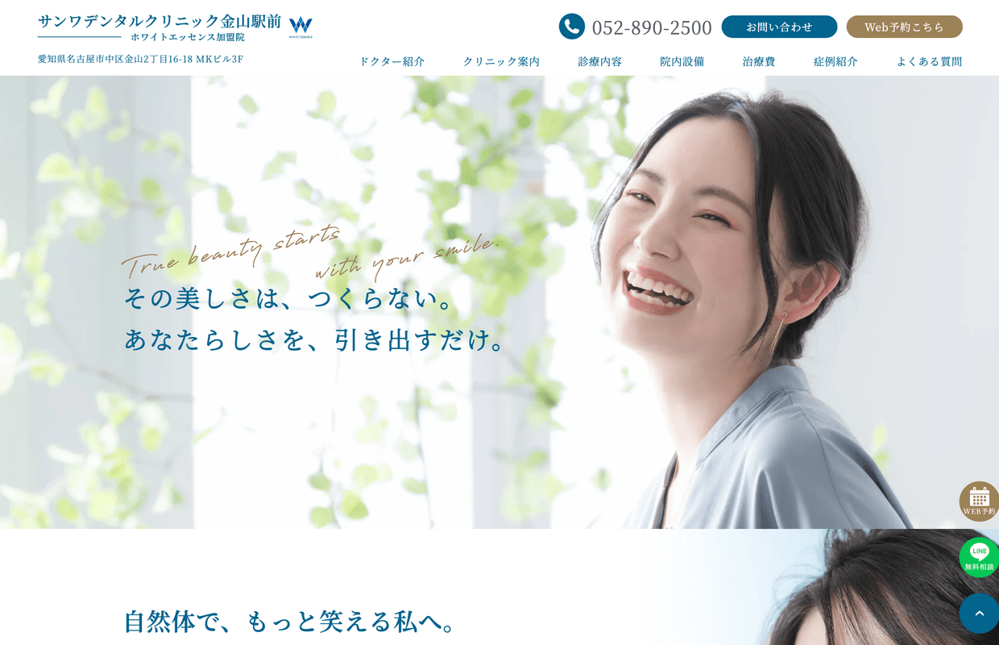 サンワデンタルクリニック金山駅前
ホワイトエッセンス加盟院
WHITE ESSENCE
愛知県名古屋市中区金山2丁目16-18 MKビル3F
052-890-2500
お問い合わせ
Web予約こちら
ドクター紹介
クリニック案内
診療内容
院内設備
治療費
症例紹介
よくある質問
True beauty starts
with your smile.
その美しさは、つくらない。
あなたらしさを、引き出すだけ。
WEB予約
LINE
無料相談
自然体で、もっと笑える私へ。